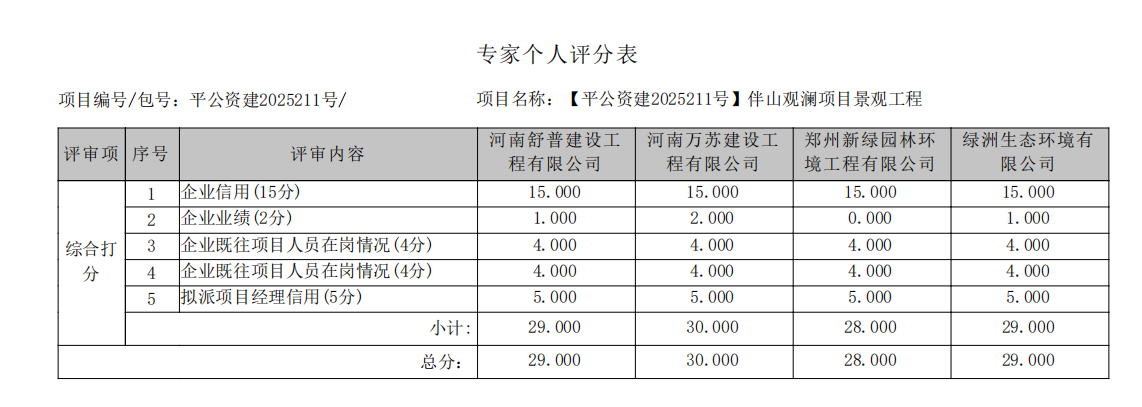 专家个人评分表
项目编号/包号：平公资建2025211号/ 项目名称：【平公资建2025211号】伴山观澜项目景观工程
评审项 序号 评审内容 河南舒普建设工程有限公司 河南万苏建设工程有限公司 郑州新绿园林环境工程有限公司 绿洲生态环境有限公司
综合打分
1 企业信用(15分) 15.000 15.000 15.000 15.000
2 企业业绩(2分) 1.000 2.000 0.000 1.000
3 企业既往项目人员在岗情况(4分) 4.000 4.000 4.000 4.000
4 企业既往项目人员在岗情况(4分) 4.000 4.000 4.000 4.000
5 拟派项目经理信用(5分) 5.000 5.000 5.000 5.000
小计: 29.000 30.000 28.000 29.000
总分: 29.000 30.000 28.000 29.000